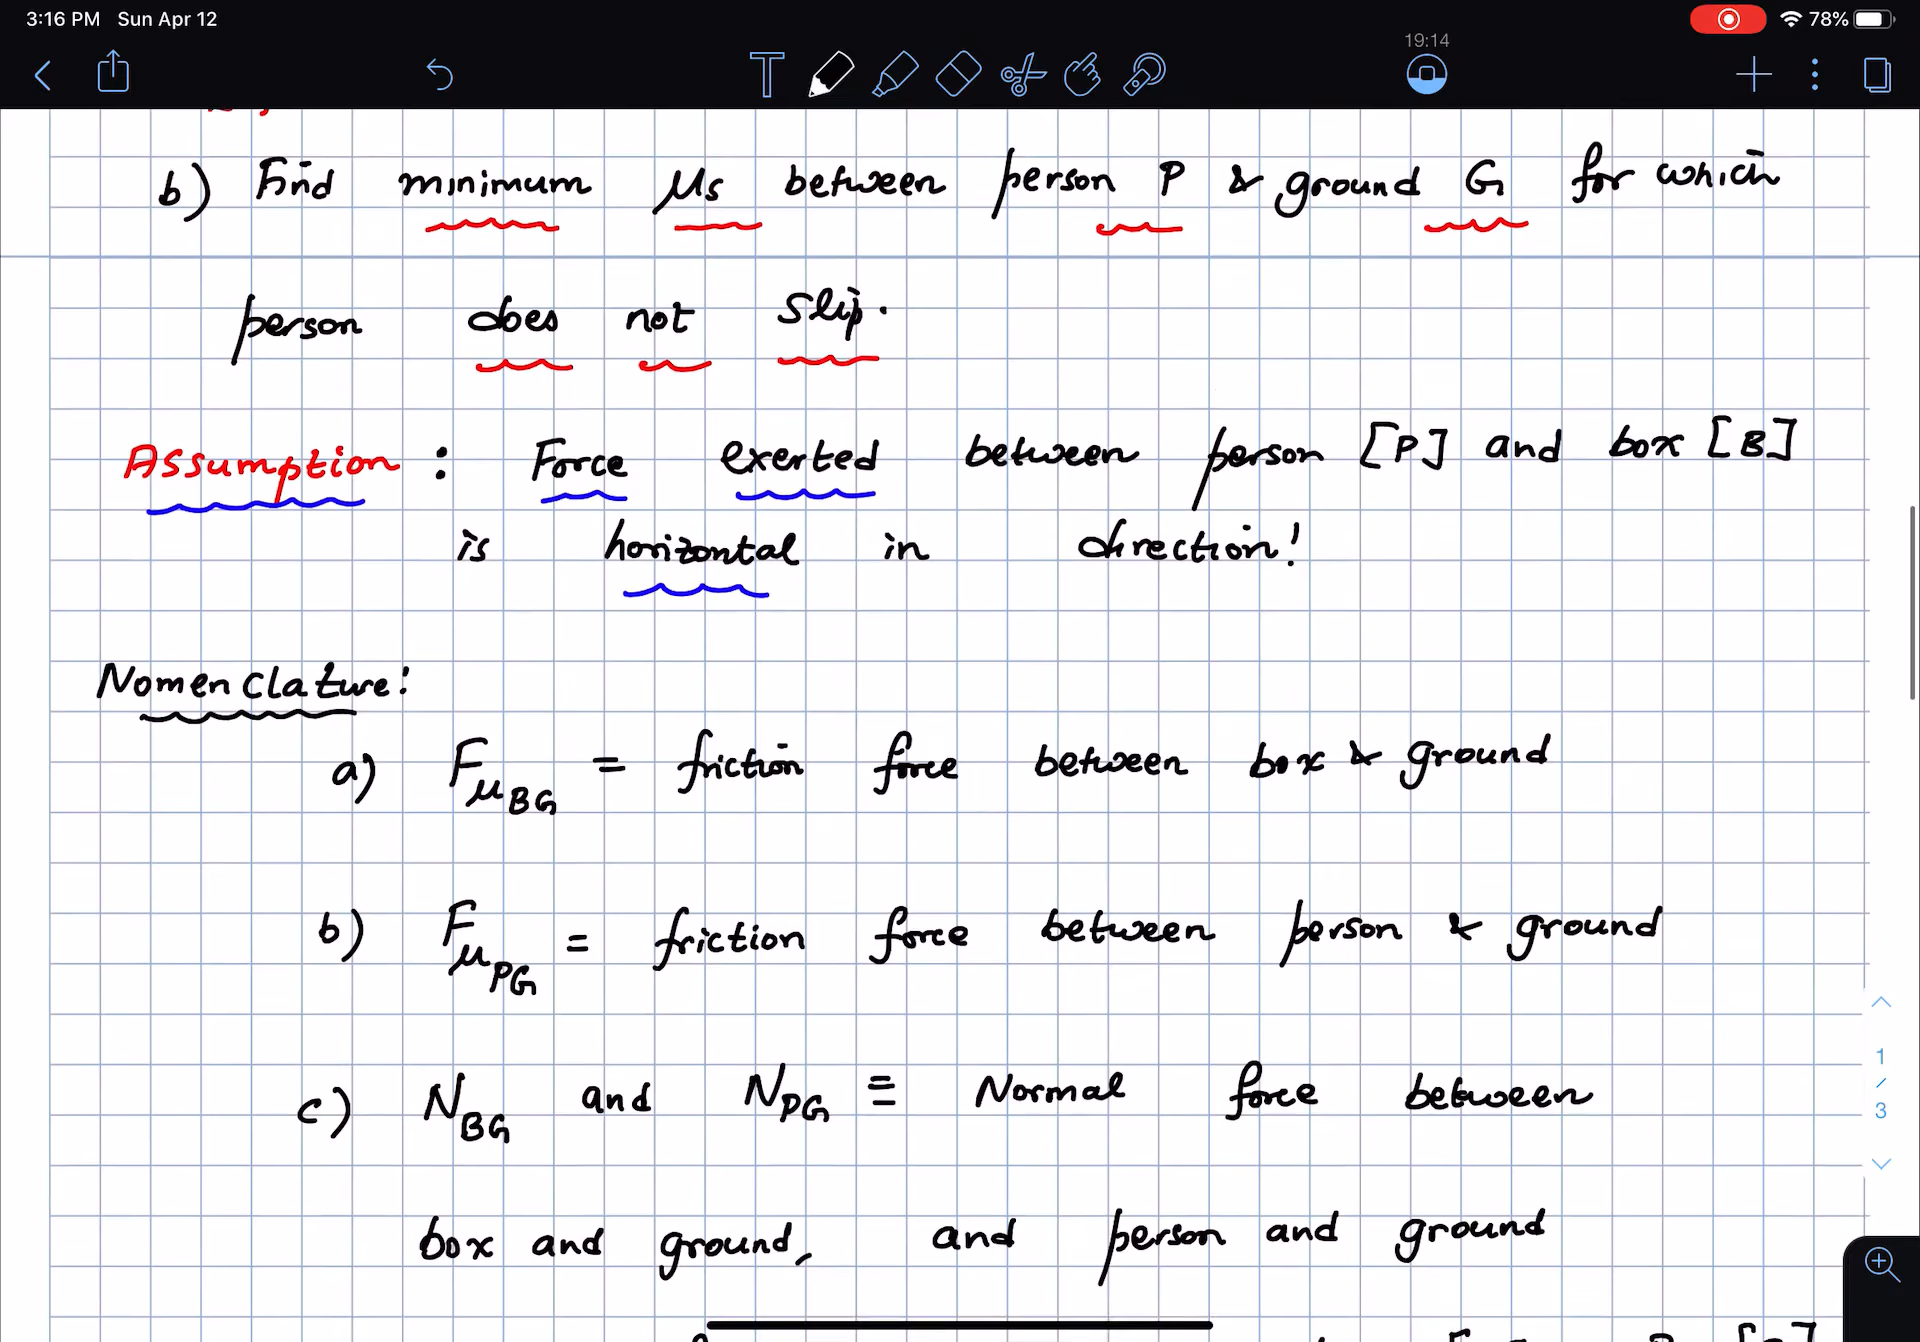 3:16 PM Sun Apr 12
78%
19:14
b) Find minimum μs between person P & ground G for which
person does not slip.
Assumption : Force exerted between person [P] and box [B]
is horizontal in direction!
Nomenclature:
a) FμBG = friction force between box & ground
b) FμPG = friction force between person & ground
1
/
3
c) NBG and NPG ≡ Normal force between
box and ground, and person and ground